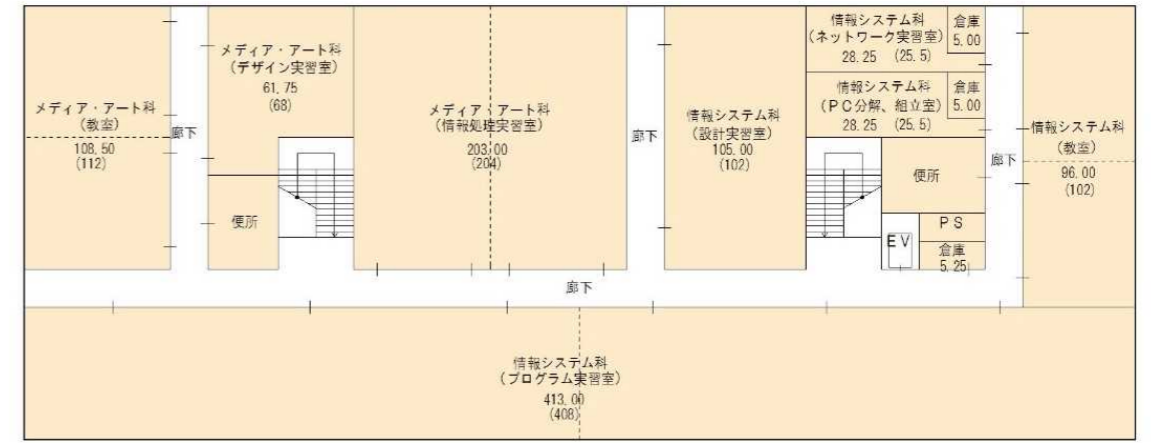 メディア・アート科
(教室)
108.50
(112)
廊下
メディア・アート科
(デザイン実習室)
61.75
(68)
便所
メディア・アート科
(情報処理実習室)
203.00
(204)
廊下
情報システム科
(設計実習室)
105.00
(102)
情報システム科
(ネットワーク実習室)
28.25 (25.5)
倉庫
5.00
情報システム科
(PC分解、組立室)
28.25 (25.5)
倉庫
5.00
便所
EV
PS
倉庫
5.25
廊下
情報システム科
(教室)
96.00
(102)
廊下
情報システム科
(プログラム実習室)
413.00
(408)